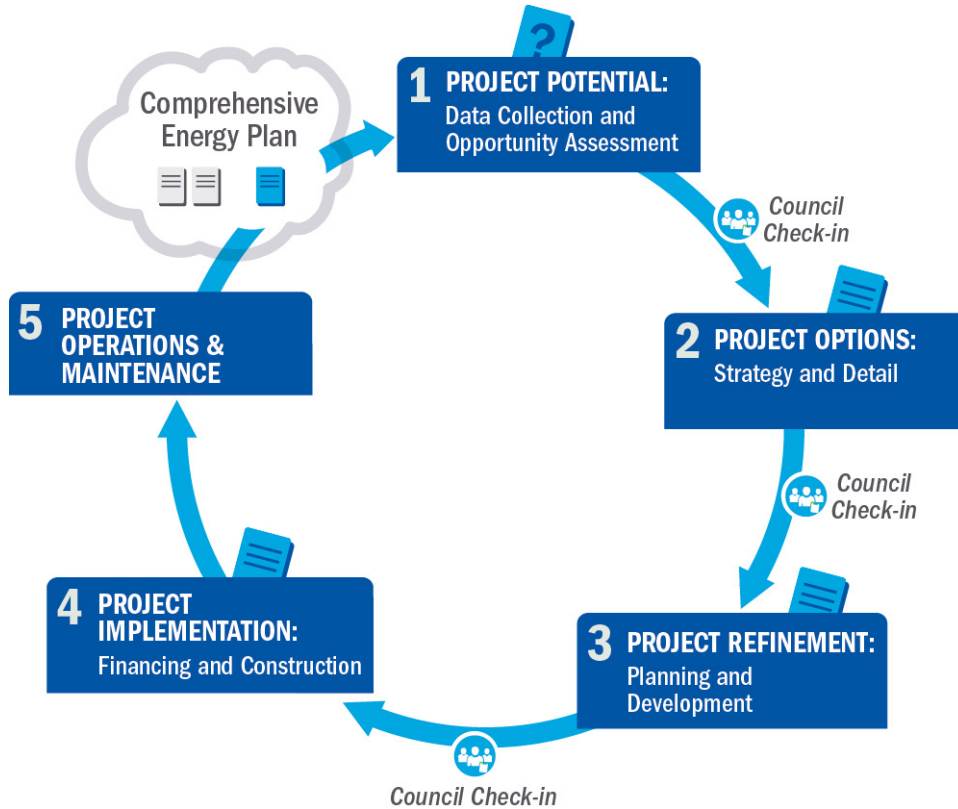 Comprehensive
Energy Plan
?
1 PROJECT POTENTIAL:
Data Collection and
Opportunity Assessment
Council
Check-in
2 PROJECT OPTIONS:
Strategy and Detail
Council
Check-in
3 PROJECT REFINEMENT:
Planning and
Development
Council Check-in
4 PROJECT
IMPLEMENTATION:
Financing and Construction
5 PROJECT
OPERATIONS &
MAINTENANCE